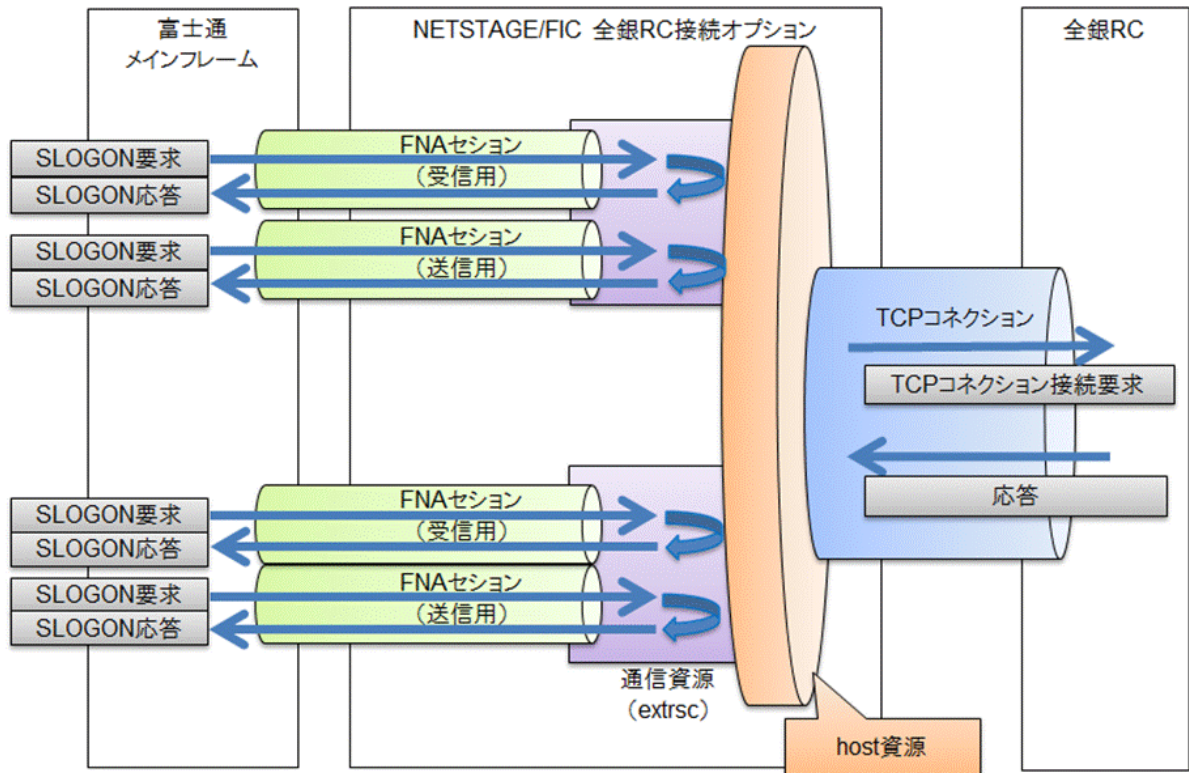 富士通
メインフレーム
NETSTAGE/FIC 全銀RC接続オプション
全銀RC
SLOGON要求
SLOGON応答
FNAセション
（受信用）
SLOGON要求
SLOGON応答
FNAセション
（送信用）
TCPコネクション
TCPコネクション接続要求
応答
SLOGON要求
SLOGON応答
FNAセション
（受信用）
SLOGON要求
SLOGON応答
FNAセション
（送信用）
通信資源
（extrsc）
host資源